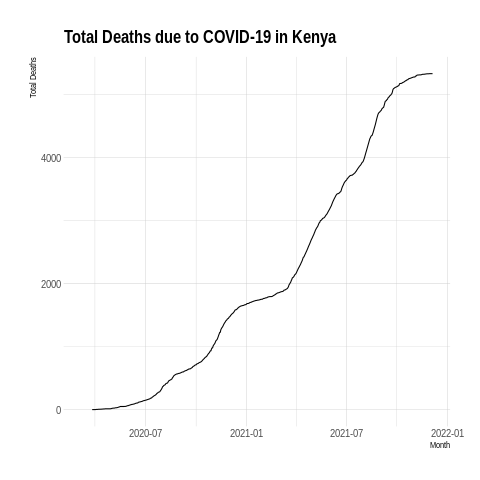 Total Deaths due to COVID-19 in Kenya
Total Deaths
4000
2000
0
2020-07 2021-01 2021-07 2022-01
Month